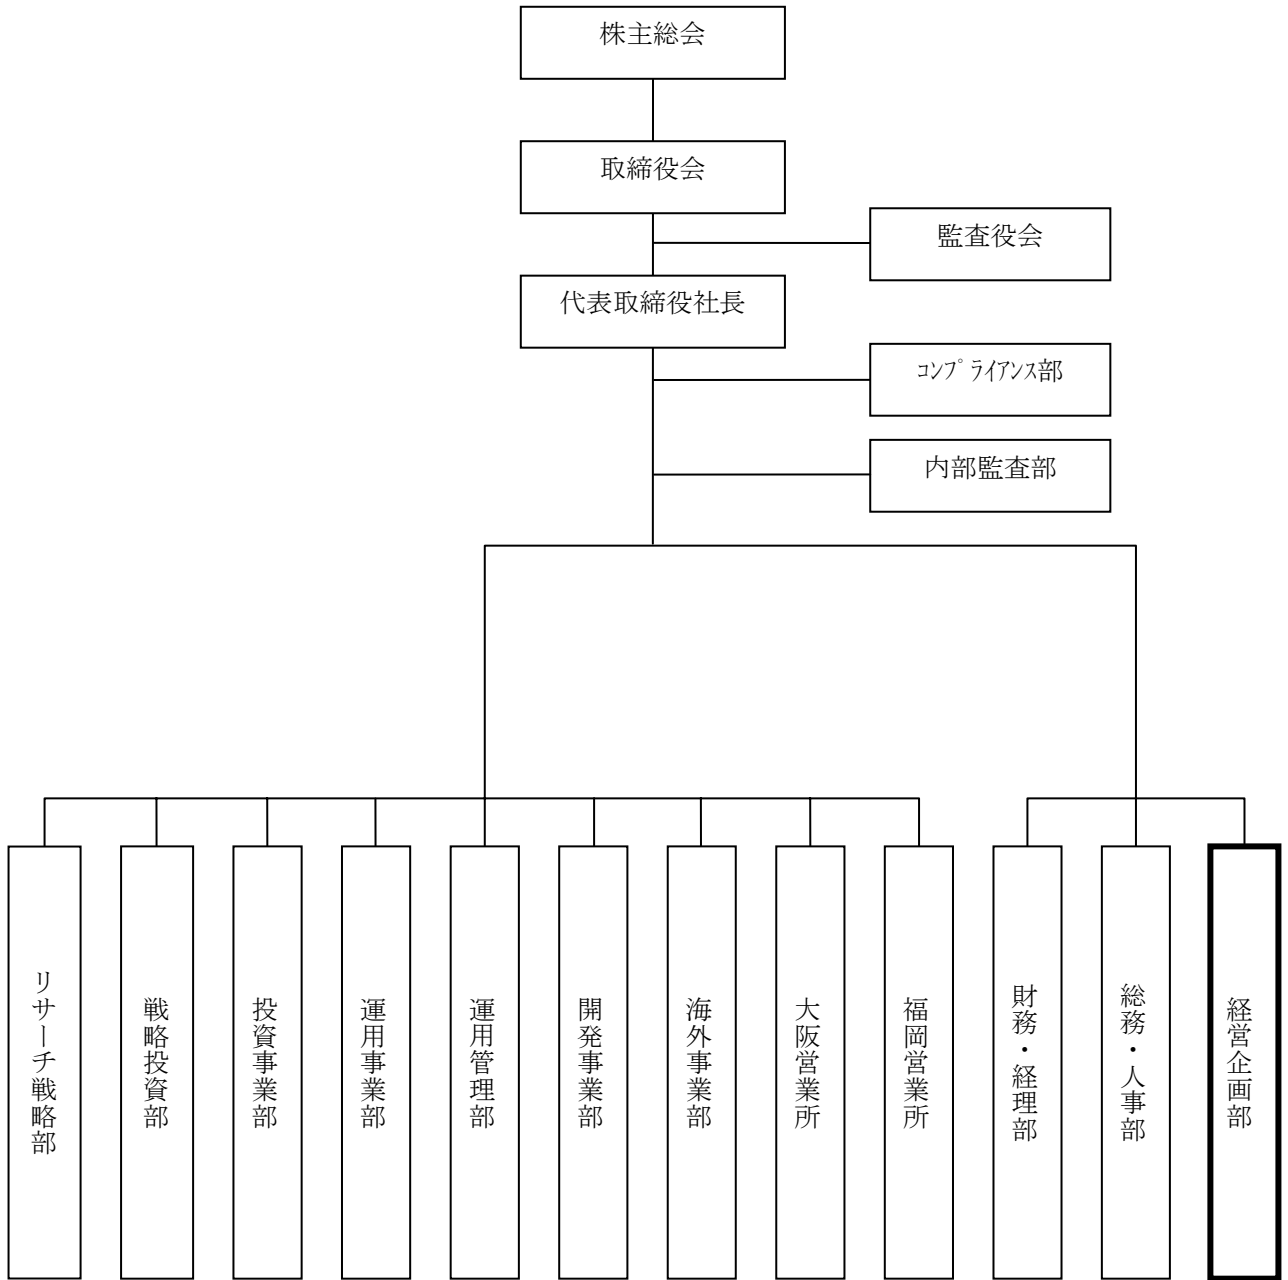 株主総会
取締役会
監査役会
代表取締役社長
コンプライアンス部
内部監査部
リサーチ戦略部
戦略投資部
投資事業部
運用事業部
運用管理部
開発事業部
海外事業部
大阪営業所
福岡営業所
財務・経理部
総務・人事部
経営企画部